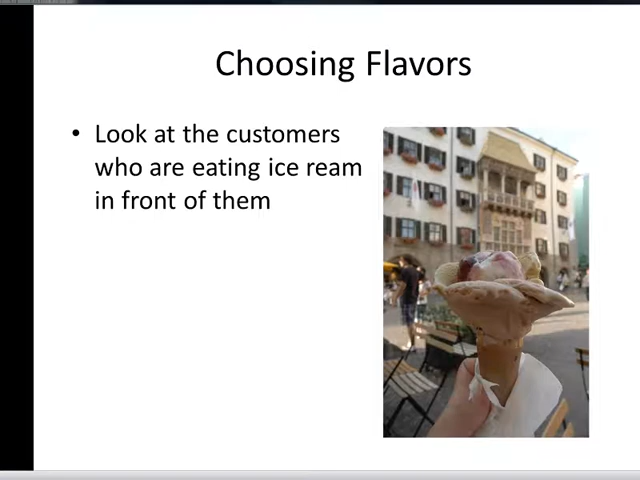 Choosing Flavors
• Look at the customers
who are eating ice ream
in front of them